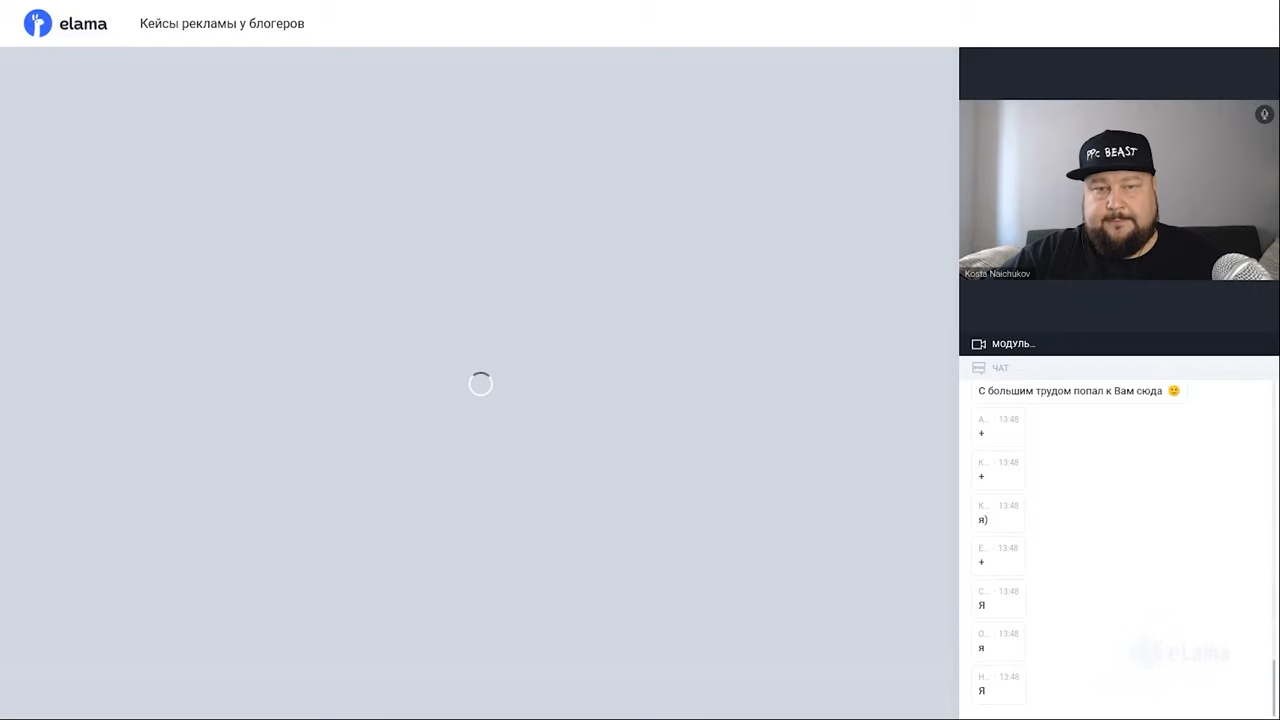 elama
Кейсы рекламы у блогеров
PPC BEAST
Kosta Naichukov
МОДУЛЬ...
ЧАТ
С большим трудом попал к Вам сюда 🙂
А... 13:48
+
К... 13:48
+
К... 13:48
я)
Е... 13:48
+
С... 13:48
Я
О... 13:48
я
Н... 13:48
Я
elama